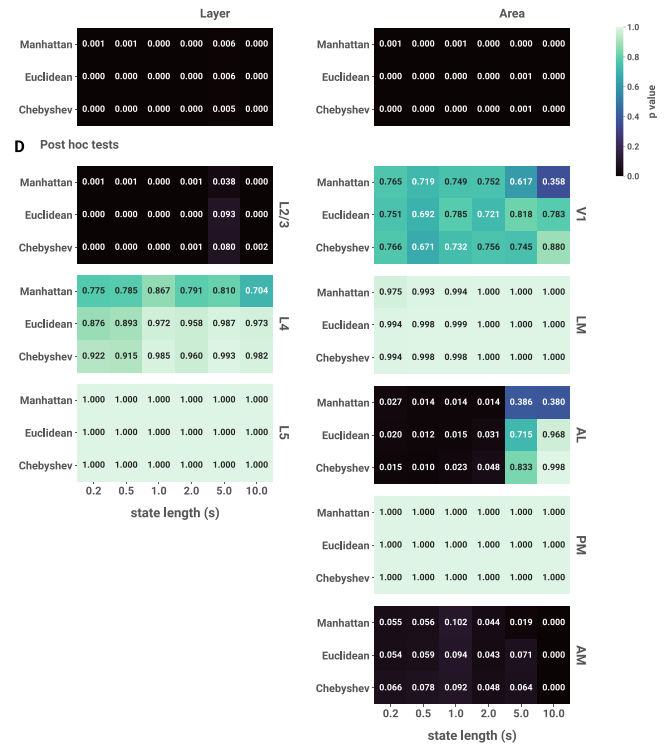 Layer
Manhattan 0.001 0.001 0.000 0.000 0.006 0.000
Euclidean 0.000 0.000 0.000 0.000 0.006 0.000
Chebyshev 0.000 0.000 0.000 0.000 0.005 0.000
Area
Manhattan 0.001 0.000 0.001 0.000 0.000 0.000
Euclidean 0.000 0.000 0.000 0.000 0.001 0.000
Chebyshev 0.000 0.000 0.000 0.000 0.001 0.000
1.0
0.8
0.6
0.4
0.2
0.0
p value
D Post hoc tests
Manhattan 0.001 0.001 0.000 0.001 0.038 0.000
Euclidean 0.000 0.000 0.000 0.000 0.093 0.000
Chebyshev 0.000 0.000 0.000 0.001 0.080 0.002
L2/3
Manhattan 0.775 0.785 0.867 0.791 0.810 0.704
Euclidean 0.876 0.893 0.972 0.958 0.987 0.973
Chebyshev 0.922 0.915 0.985 0.960 0.993 0.982
L4
Manhattan 1.000 1.000 1.000 1.000 1.000 1.000
Euclidean 1.000 1.000 1.000 1.000 1.000 1.000
Chebyshev 1.000 1.000 1.000 1.000 1.000 1.000
L5
0.2 0.5 1.0 2.0 5.0 10.0
state length (s)
Manhattan 0.765 0.719 0.749 0.752 0.617 0.358
Euclidean 0.751 0.692 0.785 0.721 0.818 0.783
Chebyshev 0.766 0.671 0.732 0.756 0.745 0.880
V1
Manhattan 0.975 0.993 0.994 1.000 1.000 1.000
Euclidean 0.994 0.998 0.999 1.000 1.000 1.000
Chebyshev 0.994 0.998 0.998 1.000 1.000 1.000
LM
Manhattan 0.027 0.014 0.014 0.014 0.386 0.380
Euclidean 0.020 0.012 0.015 0.031 0.715 0.968
Chebyshev 0.015 0.010 0.023 0.048 0.833 0.998
AL
Manhattan 1.000 1.000 1.000 1.000 1.000 1.000
Euclidean 1.000 1.000 1.000 1.000 1.000 1.000
Chebyshev 1.000 1.000 1.000 1.000 1.000 1.000
PM
Manhattan 0.055 0.056 0.102 0.044 0.019 0.000
Euclidean 0.054 0.059 0.094 0.043 0.071 0.000
Chebyshev 0.066 0.078 0.092 0.048 0.064 0.000
AM
0.2 0.5 1.0 2.0 5.0 10.0
state length (s)